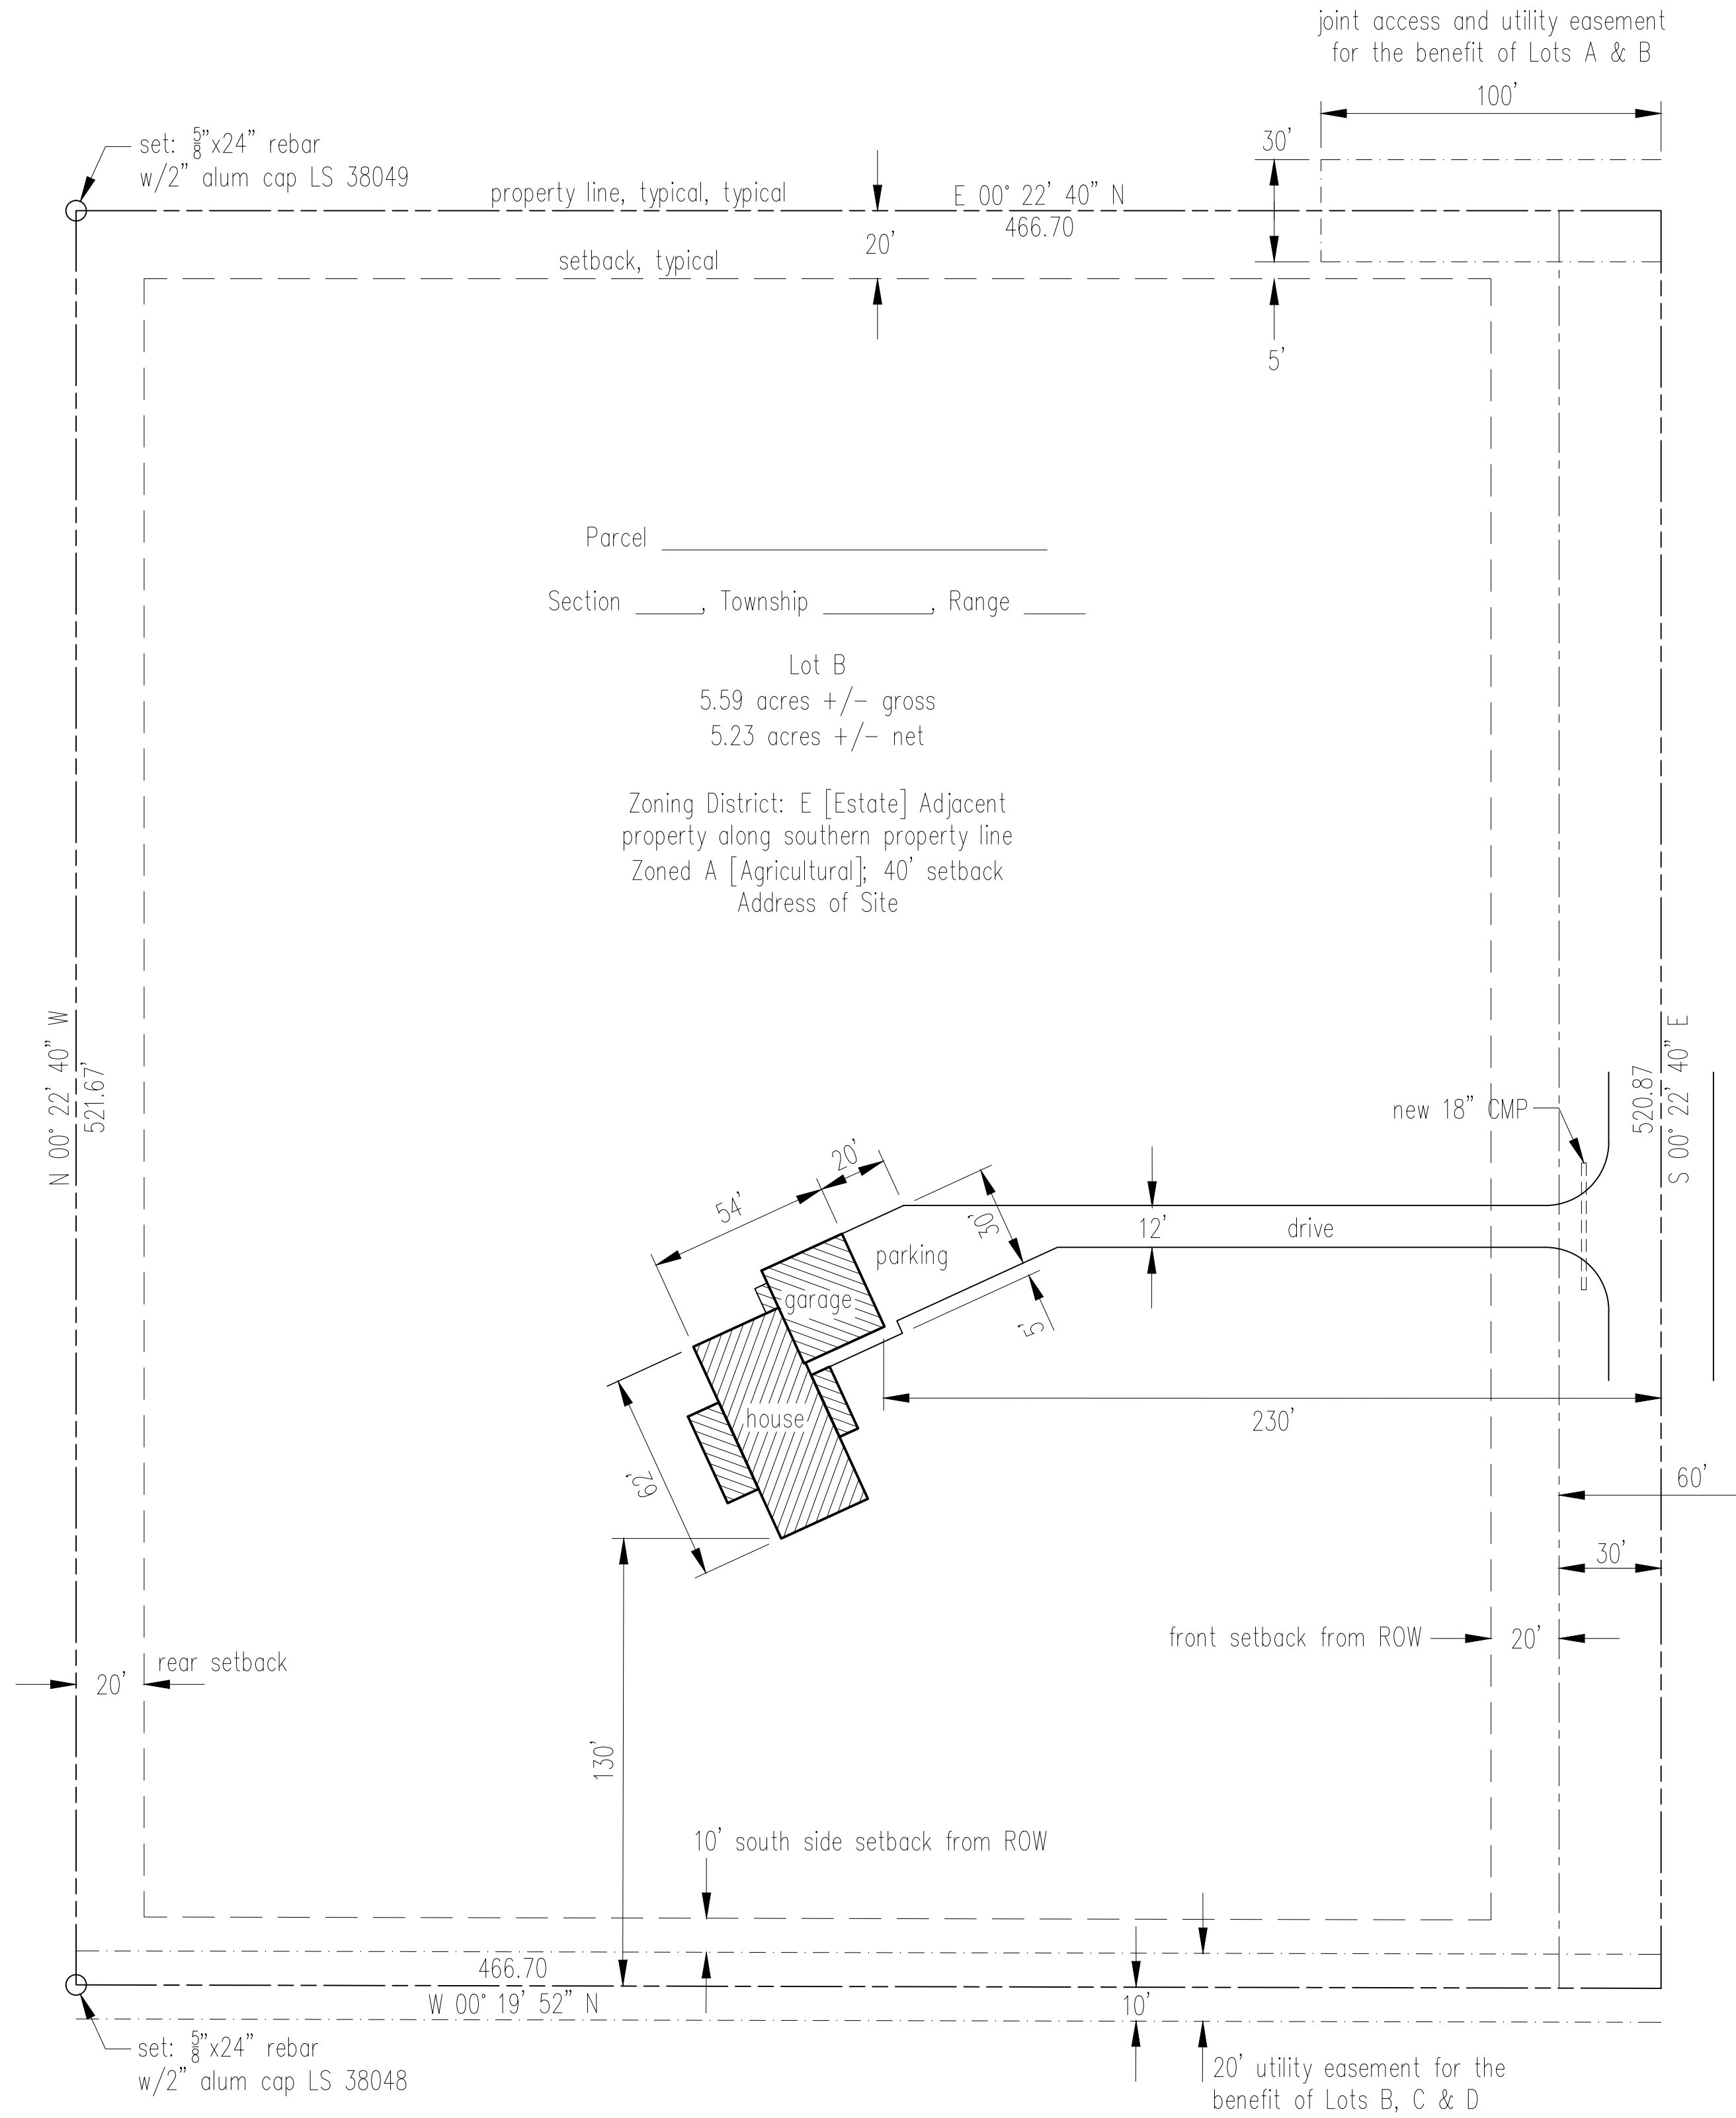 joint access and utility easement
for the benefit of Lots A & B
100'
set: 5/8"x24" rebar
w/2" alum cap LS 38049
30'
property line, typical, typical
E 00° 22' 40" N
466.70
20'
setback, typical
5'
Parcel
Section ______, Township __________, Range _____
Lot B
5.59 acres +/- gross
5.23 acres +/- net
Zoning District: E [Estate] Adjacent
property along southern property line
Zoned A [Agricultural]; 40' setback
Address of Site
N 00° 22' 40" W
521.67'
520.87
S 00° 22' 40" E
new 18" CMP
20'
54'
30'
12'
drive
parking
garage
5'
house
230'
62'
60'
30'
front setback from ROW
20'
rear setback
20'
130'
10' south side setback from ROW
466.70
W 00° 19' 52" N
10'
set: 5/8"x24" rebar
w/2" alum cap LS 38048
20' utility easement for the
benefit of Lots B, C & D